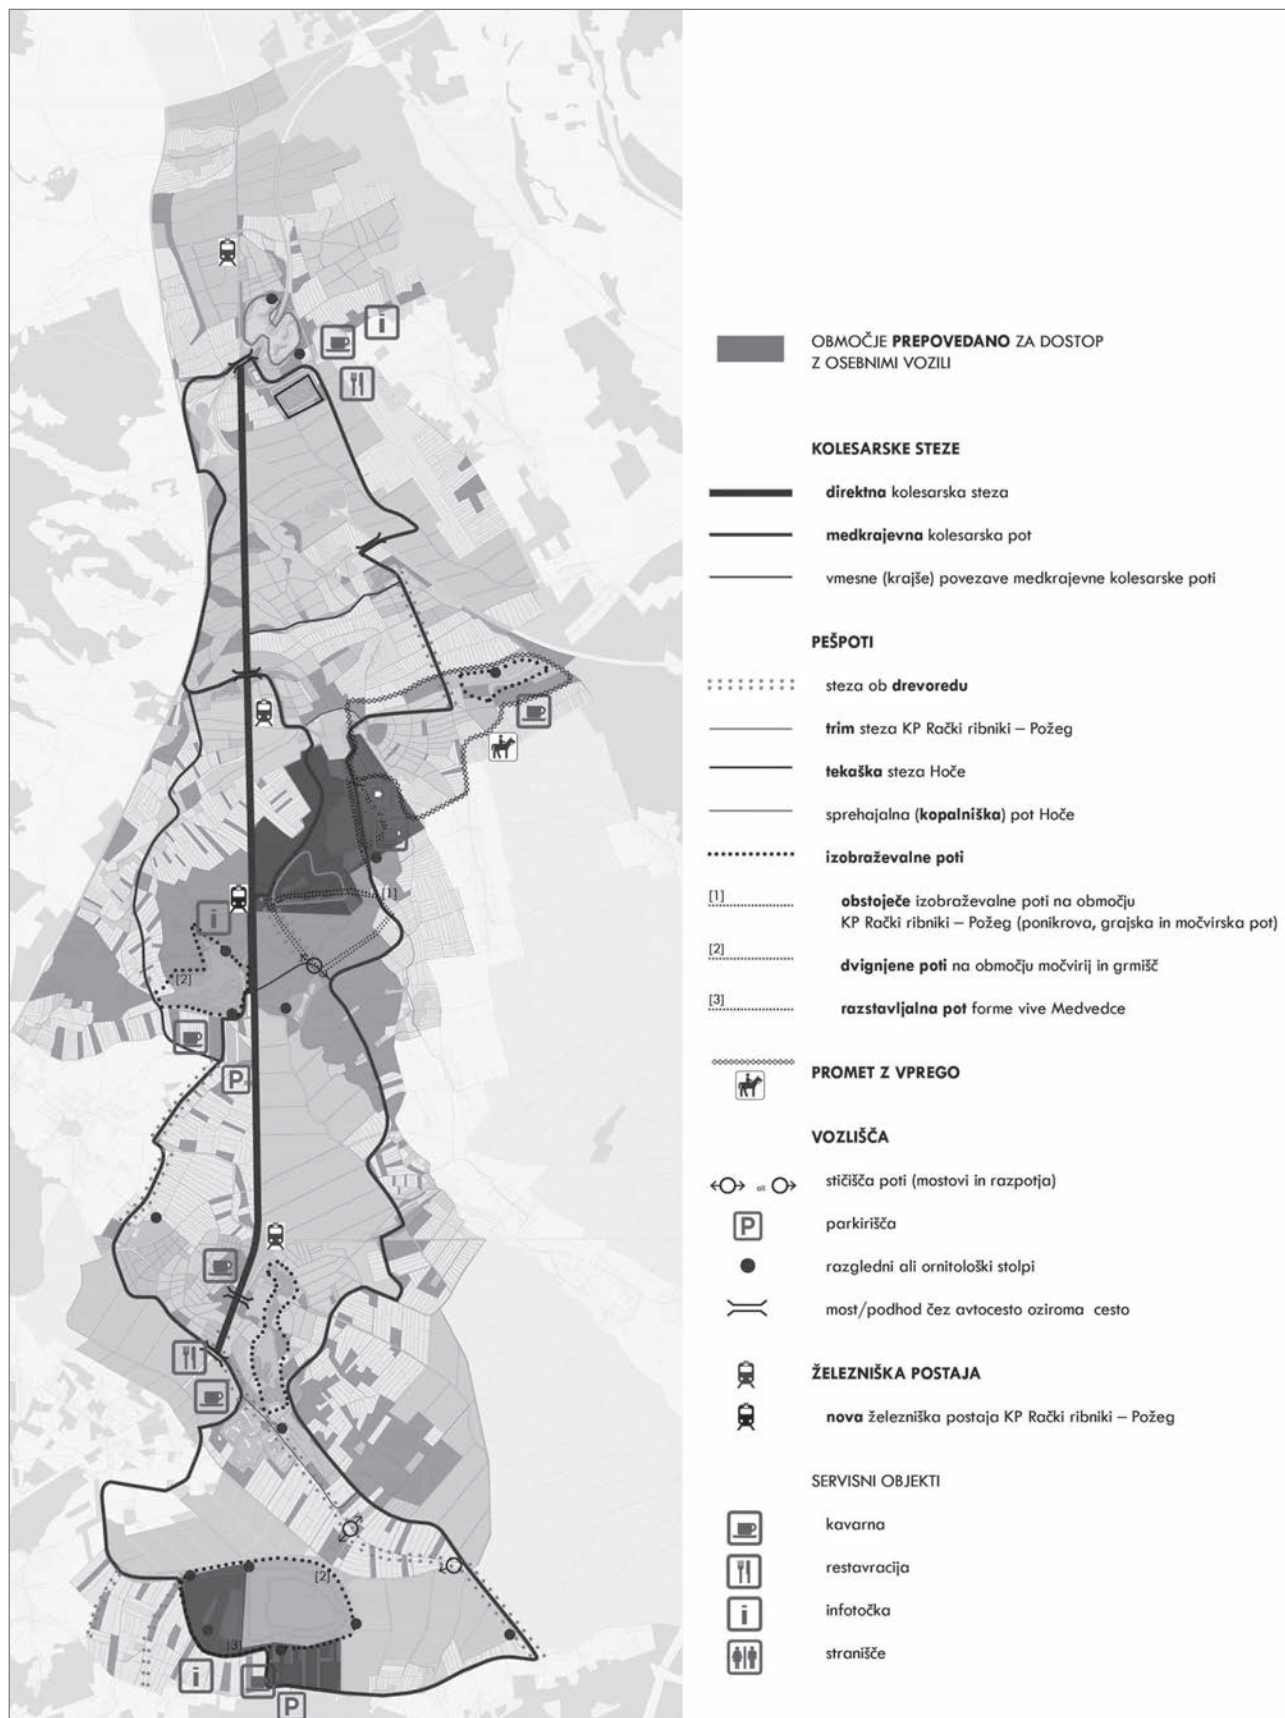 i
[1]
i
[2]
P
[2]
[3]
i
P
OBMOČJE PREPOVEDANO ZA DOSTOP
Z OSEBNIMI VOZILI
KOLESARSKE STEZE
direktna kolesarska steza
medkrajevna kolesarska pot
vmesne (krajše) povezave medkrajevne kolesarske poti
PEŠPOTI
steza ob drevoredu
trim steza KP Rački ribniki – Požeg
tekaška steza Hoče
sprehajalna (kopalniška) pot Hoče
izobraževalne poti
[1] obstoječe izobraževalne poti na območju
KP Rački ribniki – Požeg (ponikrova, grajska in močvirska pot)
[2] dvignjene poti na območju močvirij in grmišč
[3] razstavljalna pot forme vive Medvedce
PROMET Z VPREGO
VOZLIŠČA
ali stičišča poti (mostovi in razpotja)
P parkirišča
razgledni ali ornitološki stolpi
most/podhod čez avtocesto oziroma cesto
ŽELEZNIŠKA POSTAJA
nova železniška postaja KP Rački ribniki – Požeg
SERVISNI OBJEKTI
kavarna
restavracija
i infotočka
stranišče